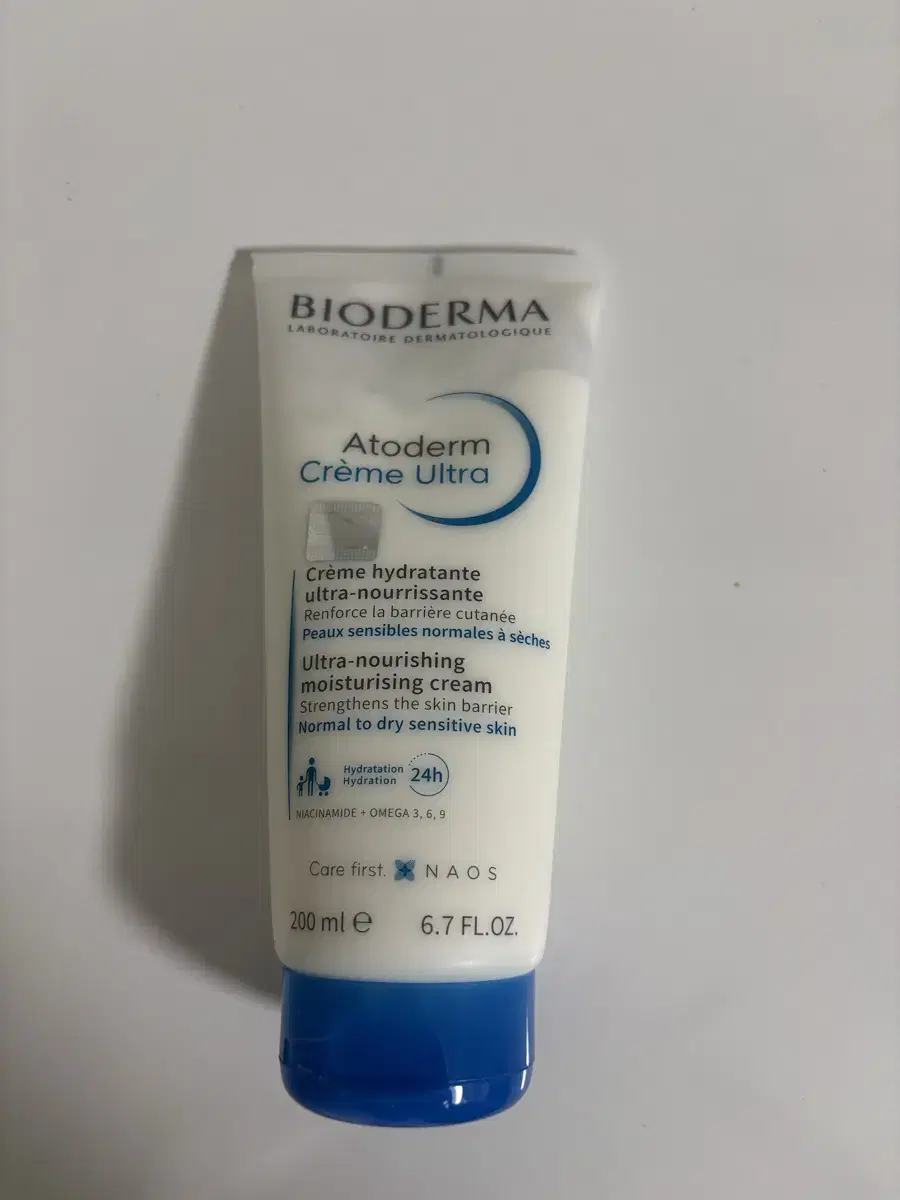 BIODERMA
LABORATOIRE DERMATOLOGIQUE
Atoderm
Crème Ultra
Crème hydratante
ultra-nourrissante
Renforce la barrière cutanée
Peaux sensibles normales à sèches
Ultra-nourishing
moisturising cream
Strengthens the skin barrier
Normal to dry sensitive skin
Hydratation
Hydration
24h
NIACINAMIDE + OMEGA 3, 6, 9
Care first. NAOS
200 ml ℮ 6.7 FL.OZ.